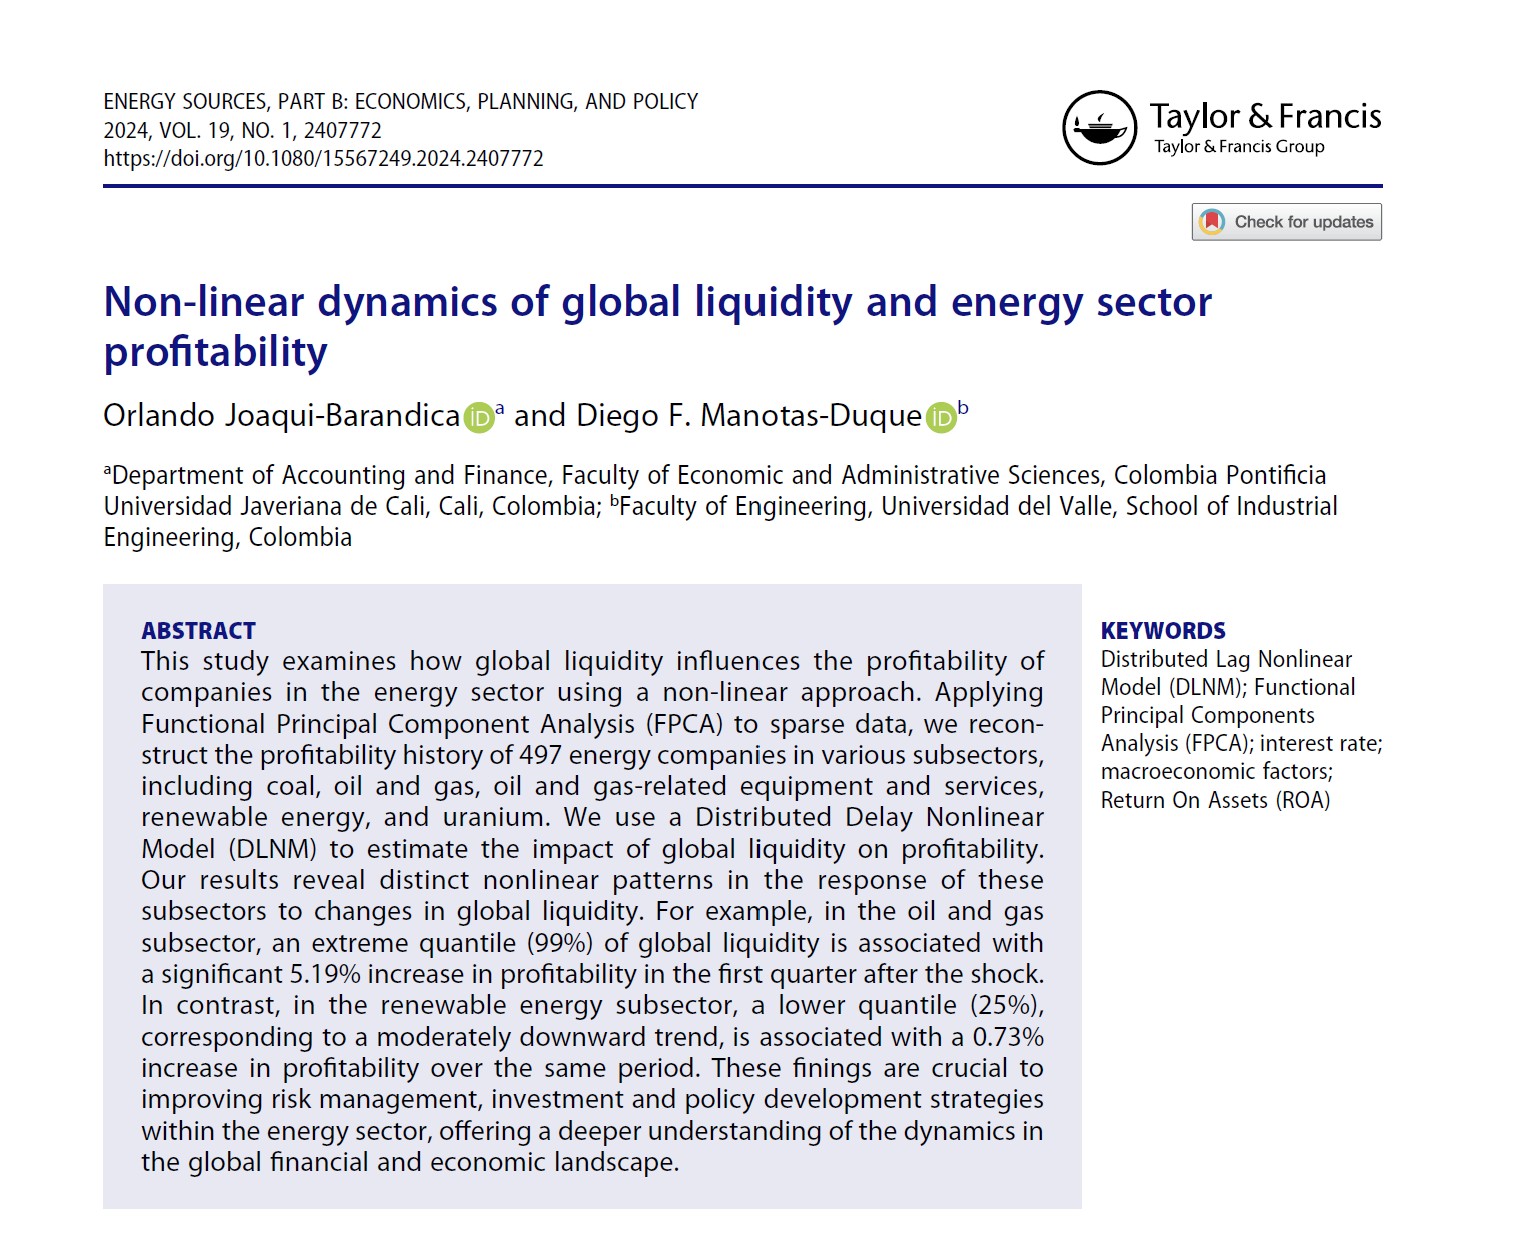 ENERGY SOURCES, PART B: ECONOMICS, PLANNING, AND POLICY
2024, VOL. 19, NO. 1, 2407772
https://doi.org/10.1080/15567249.2024.2407772
Taylor & Francis
Taylor & Francis Group
Check for updates
Non-linear dynamics of global liquidity and energy sector
profitability
Orlando Joaqui-Barandica iD a and Diego F. Manotas-Duque iD b
aDepartment of Accounting and Finance, Faculty of Economic and Administrative Sciences, Colombia Pontificia
Universidad Javeriana de Cali, Cali, Colombia; bFaculty of Engineering, Universidad del Valle, School of Industrial
Engineering, Colombia
ABSTRACT
This study examines how global liquidity influences the profitability of
companies in the energy sector using a non-linear approach. Applying
Functional Principal Component Analysis (FPCA) to sparse data, we recon-
struct the profitability history of 497 energy companies in various subsectors,
including coal, oil and gas, oil and gas-related equipment and services,
renewable energy, and uranium. We use a Distributed Delay Nonlinear
Model (DLNM) to estimate the impact of global liquidity on profitability.
Our results reveal distinct nonlinear patterns in the response of these
subsectors to changes in global liquidity. For example, in the oil and gas
subsector, an extreme quantile (99%) of global liquidity is associated with
a significant 5.19% increase in profitability in the first quarter after the shock.
In contrast, in the renewable energy subsector, a lower quantile (25%),
corresponding to a moderately downward trend, is associated with a 0.73%
increase in profitability over the same period. These finings are crucial to
improving risk management, investment and policy development strategies
within the energy sector, offering a deeper understanding of the dynamics in
the global financial and economic landscape.
KEYWORDS
Distributed Lag Nonlinear
Model (DLNM); Functional
Principal Components
Analysis (FPCA); interest rate;
macroeconomic factors;
Return On Assets (ROA)